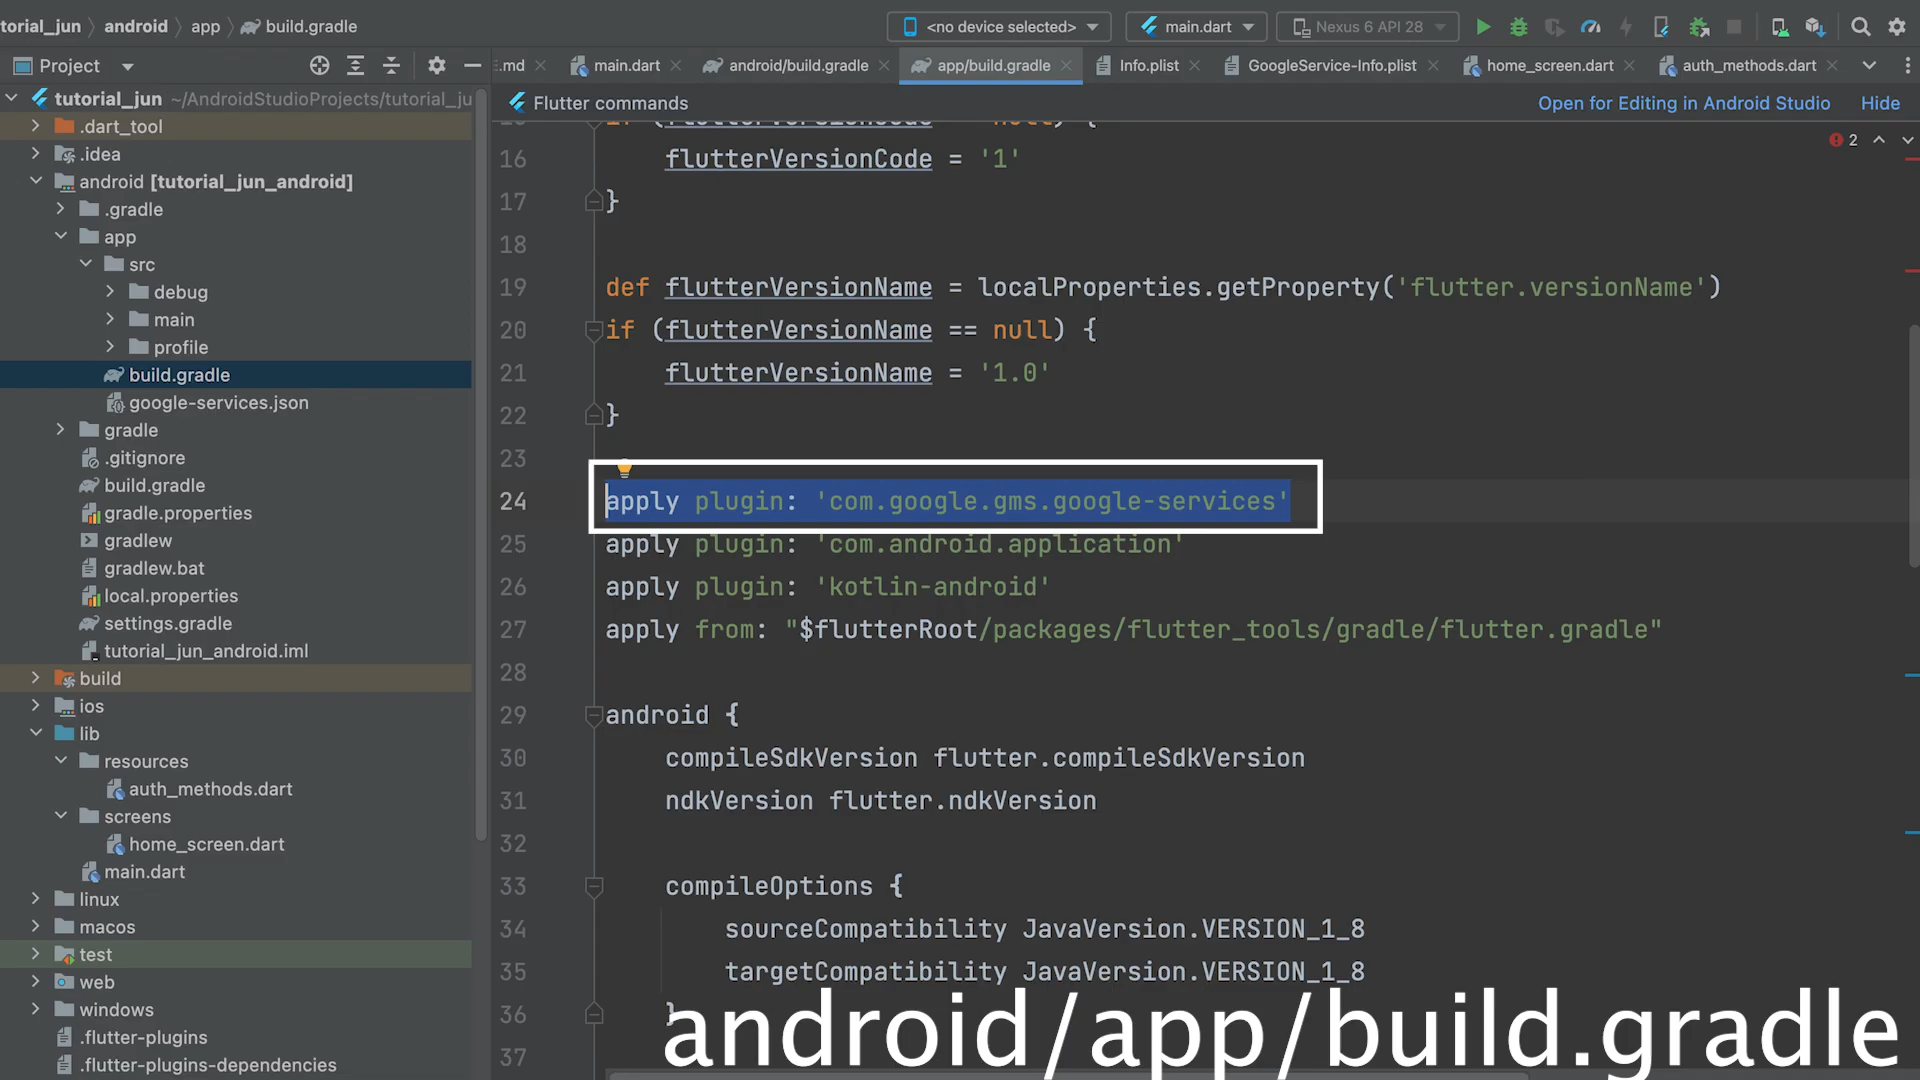 torial_jun android app build.gradle
<no device selected> main.dart Nexus 6 API 28
Project
.md main.dart android/build.gradle app/build.gradle Info.plist GoogleService-Info.plist home_screen.dart auth_methods.dart
tutorial_jun ~/AndroidStudioProjects/tutorial_ju
.dart_tool
.idea
android [tutorial_jun_android]
.gradle
app
src
debug
main
profile
build.gradle
google-services.json
gradle
.gitignore
build.gradle
gradle.properties
gradlew
gradlew.bat
local.properties
settings.gradle
tutorial_jun_android.iml
build
ios
lib
resources
auth_methods.dart
screens
home_screen.dart
main.dart
linux
macos
test
web
windows
.flutter-plugins
.flutter-plugins-dependencies
Flutter commands Open for Editing in Android Studio Hide
2
16 flutterVersionCode = '1'
17 }
18
19 def flutterVersionName = localProperties.getProperty('flutter.versionName')
20 if (flutterVersionName == null) {
21 flutterVersionName = '1.0'
22 }
23
24 apply plugin: 'com.google.gms.google-services'
25 apply plugin: 'com.android.application'
26 apply plugin: 'kotlin-android'
27 apply from: "$flutterRoot/packages/flutter_tools/gradle/flutter.gradle"
28
29 android {
30 compileSdkVersion flutter.compileSdkVersion
31 ndkVersion flutter.ndkVersion
32
33 compileOptions {
34 sourceCompatibility JavaVersion.VERSION_1_8
35 targetCompatibility JavaVersion.VERSION_1_8
36 }
37
android/app/build.gradle